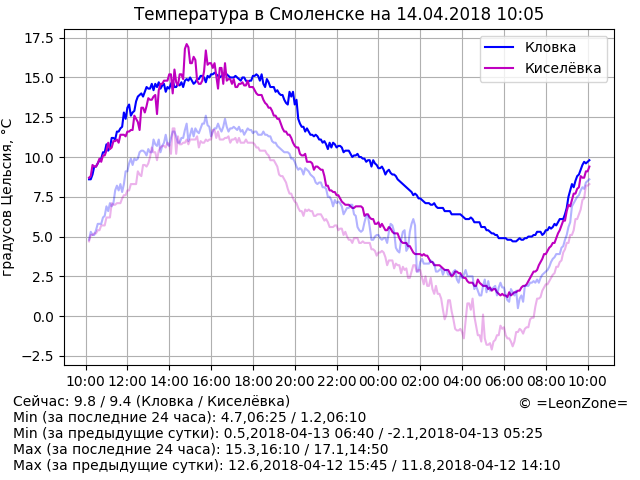 Температура в Смоленске на 14.04.2018 10:05
градусов Цельсия, °C
17.5
15.0
12.5
10.0
7.5
5.0
2.5
0.0
−2.5
Кловка
Киселёвка
10:00 12:00 14:00 16:00 18:00 20:00 22:00 00:00 02:00 04:00 06:00 08:00 10:00
Сейчас: 9.8 / 9.4 (Кловка / Киселёвка)
© =LeonZone=
Min (за последние 24 часа): 4.7,06:25 / 1.2,06:10
Min (за предыдущие сутки): 0.5,2018-04-13 06:40 / -2.1,2018-04-13 05:25
Max (за последние 24 часа): 15.3,16:10 / 17.1,14:50
Max (за предыдущие сутки): 12.6,2018-04-12 15:45 / 11.8,2018-04-12 14:10